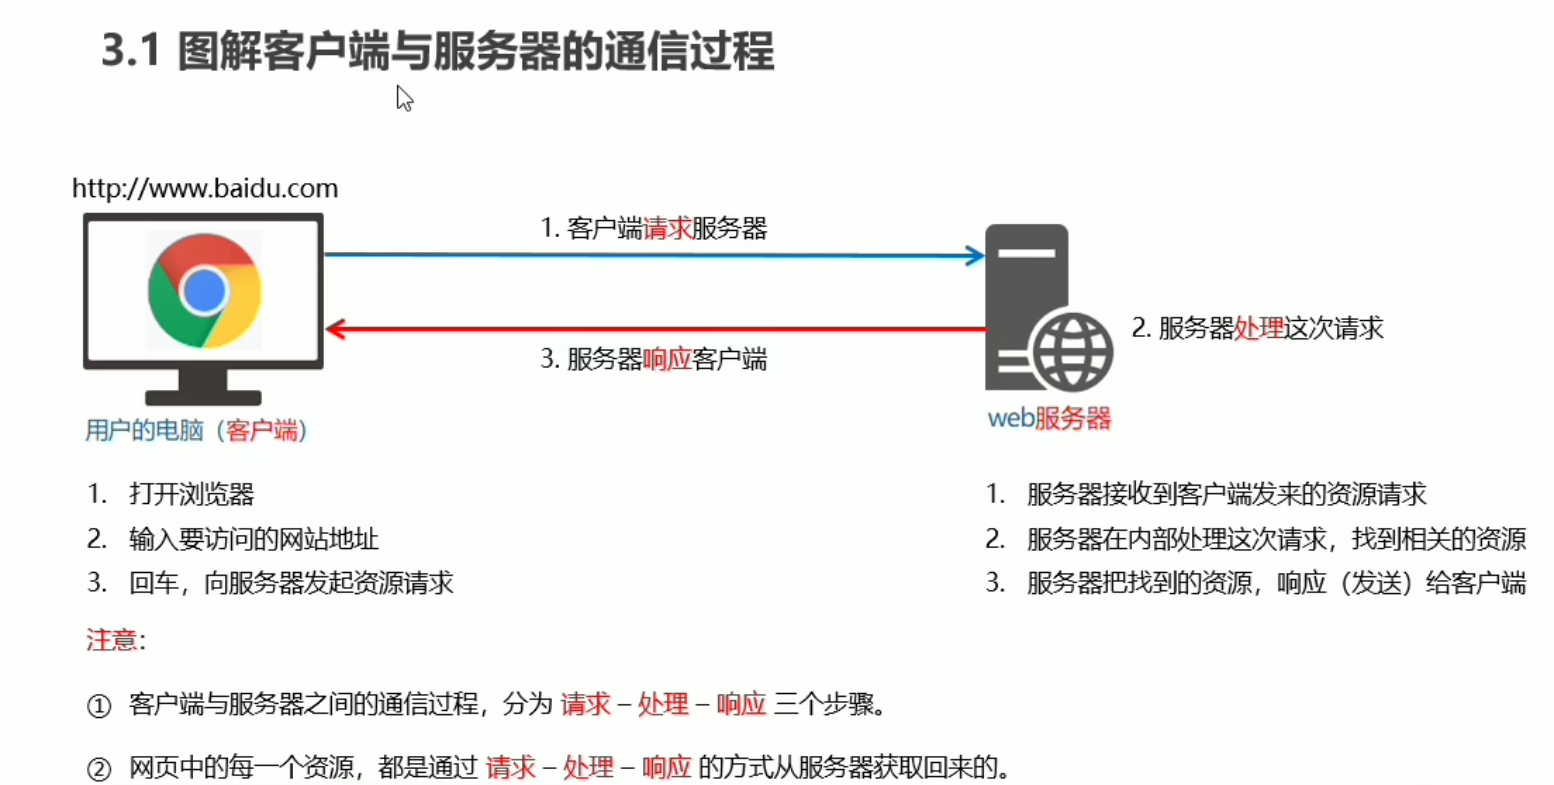 3.1 图解客户端与服务器的通信过程
http://www.baidu.com
1. 客户端请求服务器
2. 服务器处理这次请求
3. 服务器响应客户端
用户的电脑（客户端）
web服务器
1. 打开浏览器
2. 输入要访问的网站地址
3. 回车，向服务器发起资源请求
1. 服务器接收到客户端发来的资源请求
2. 服务器在内部处理这次请求，找到相关的资源
3. 服务器把找到的资源，响应（发送）给客户端
注意：
① 客户端与服务器之间的通信过程，分为 请求 – 处理 – 响应 三个步骤。
② 网页中的每一个资源，都是通过 请求 – 处理 – 响应 的方式从服务器获取回来的。